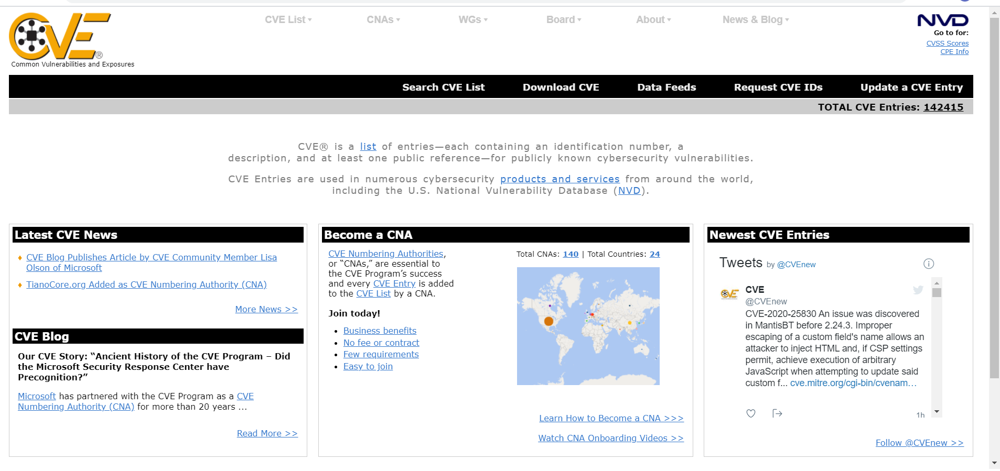 CVE®
Common Vulnerabilities and Exposures
CVE List
CNAs
WGs
Board
About
News & Blog
NVD
Go to for:
CVSS Scores
CPE Info
Search CVE List
Download CVE
Data Feeds
Request CVE IDs
Update a CVE Entry
TOTAL CVE Entries: 142415
CVE® is a list of entries—each containing an identification number, a
description, and at least one public reference—for publicly known cybersecurity vulnerabilities.
CVE Entries are used in numerous cybersecurity products and services from around the world,
including the U.S. National Vulnerability Database (NVD).
Latest CVE News
CVE Blog Publishes Article by CVE Community Member Lisa
Olson of Microsoft
TianoCore.org Added as CVE Numbering Authority (CNA)
More News >>
CVE Blog
Our CVE Story: “Ancient History of the CVE Program – Did
the Microsoft Security Response Center have
Precognition?”
Microsoft has partnered with the CVE Program as a CVE
Numbering Authority (CNA) for more than 20 years ...
Read More >>
Become a CNA
CVE Numbering Authorities,
or “CNAs,” are essential to
the CVE Program’s success
and every CVE Entry is added
to the CVE List by a CNA.
Join today!
Business benefits
No fee or contract
Few requirements
Easy to join
Total CNAs: 140 | Total Countries: 24
Learn How to Become a CNA >>>
Watch CNA Onboarding Videos >>
Newest CVE Entries
Tweets by @CVEnew
CVE
CVE
@CVEnew
CVE-2020-25830 An issue was discovered
in MantisBT before 2.24.3. Improper
escaping of a custom field's name allows an
attacker to inject HTML and, if CSP settings
permit, achieve execution of arbitrary
JavaScript when attempting to update said
custom f... cve.mitre.org/cgi-bin/cvenam…
1h
Follow @CVEnew >>